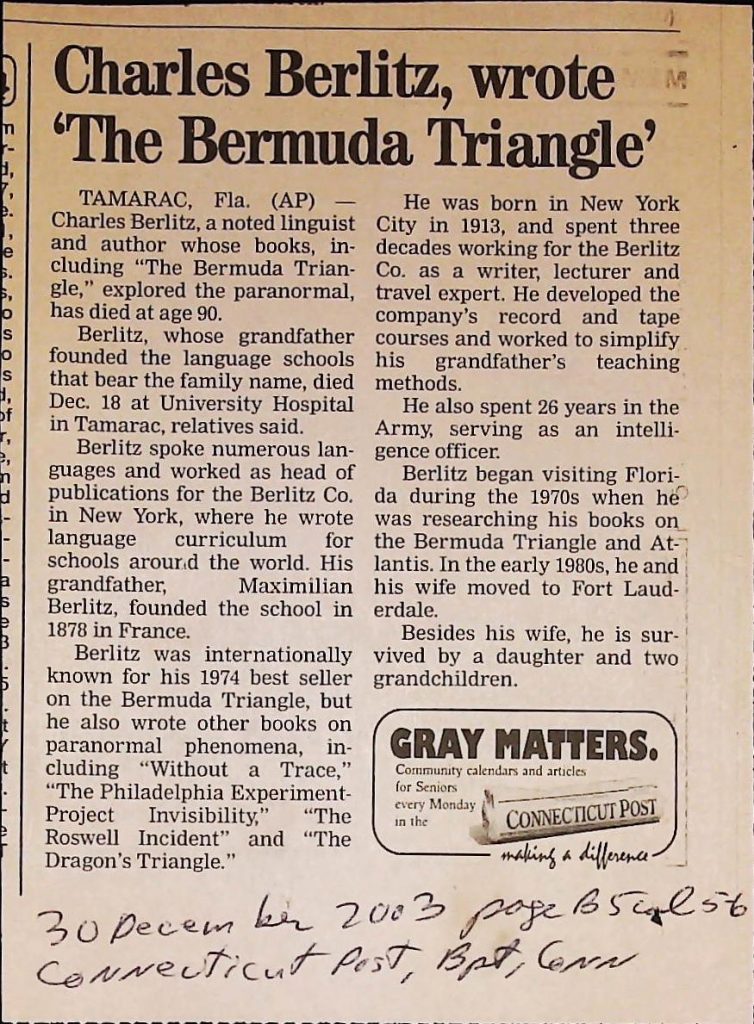 Charles Berlitz, wrote
‘The Bermuda Triangle’
TAMARAC, Fla. (AP) —
Charles Berlitz, a noted linguist
and author whose books, in-
cluding “The Bermuda Trian-
gle,” explored the paranormal,
has died at age 90.
Berlitz, whose grandfather
founded the language schools
that bear the family name, died
Dec. 18 at University Hospital
in Tamarac, relatives said.
Berlitz spoke numerous lan-
guages and worked as head of
publications for the Berlitz Co.
in New York, where he wrote
language curriculum for
schools around the world. His
grandfather, Maximilian
Berlitz, founded the school in
1878 in France.
Berlitz was internationally
known for his 1974 best seller
on the Bermuda Triangle, but
he also wrote other books on
paranormal phenomena, in-
cluding “Without a Trace,”
“The Philadelphia Experiment-
Project Invisibility,” “The
Roswell Incident” and “The
Dragon’s Triangle.”
He was born in New York
City in 1913, and spent three
decades working for the Berlitz
Co. as a writer, lecturer and
travel expert. He developed the
company’s record and tape
courses and worked to simplify
his grandfather’s teaching
methods.
He also spent 26 years in the
Army, serving as an intelli-
gence officer.
Berlitz began visiting Flori-
da during the 1970s when he
was researching his books on
the Bermuda Triangle and At-
lantis. In the early 1980s, he and
his wife moved to Fort Laud-
erdale.
Besides his wife, he is sur-
vived by a daughter and two
grandchildren.
GRAY MATTERS.
Community calendars and articles
for Seniors
every Monday
in the
CONNECTICUT POST
making a difference
30 December 2003 page B5 col 56
Connecticut Post, Bpt, Conn